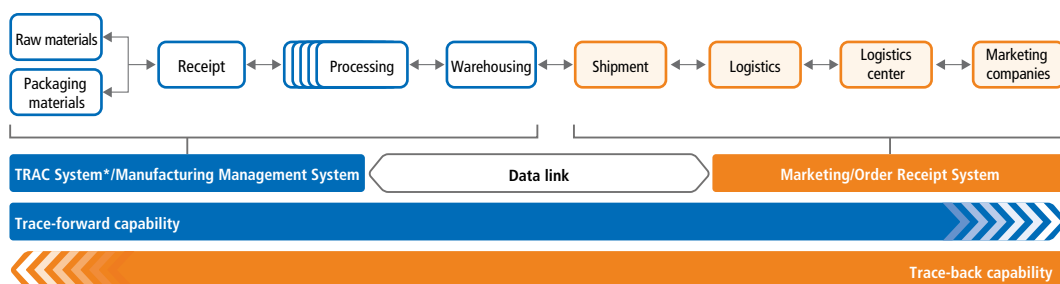 Raw materials
Packaging
materials
Receipt
Processing
Warehousing
Shipment
Logistics
Logistics
center
Marketing
companies
TRAC System*/Manufacturing Management System
Data link
Marketing/Order Receipt System
Trace-forward capability
Trace-back capability